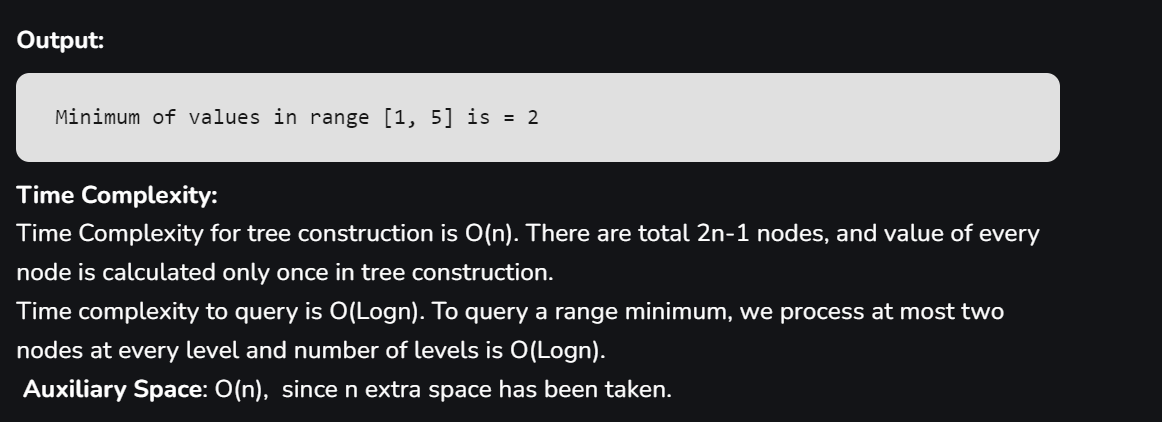 Output:
Minimum of values in range [1, 5] is = 2
Time Complexity:
Time Complexity for tree construction is O(n). There are total 2n-1 nodes, and value of every
node is calculated only once in tree construction.
Time complexity to query is O(Logn). To query a range minimum, we process at most two
nodes at every level and number of levels is O(Logn).
Auxiliary Space: O(n),  since n extra space has been taken.